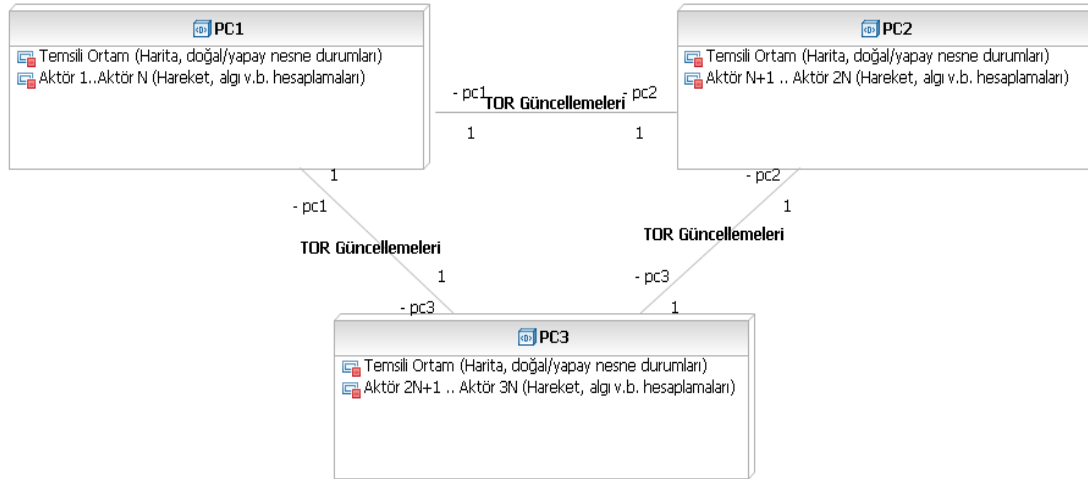 PC1
Temsili Ortam (Harita, doğal/yapay nesne durumları)
Aktör 1..Aktör N (Hareket, algı v.b. hesaplamaları)
PC2
Temsili Ortam (Harita, doğal/yapay nesne durumları)
Aktör N+1 .. Aktör 2N (Hareket, algı v.b. hesaplamaları)
- pc1
TOR Güncellemeleri
- pc2
1
1
1
- pc1
- pc2
1
TOR Güncellemeleri
TOR Güncellemeleri
1
- pc3
- pc3
1
PC3
Temsili Ortam (Harita, doğal/yapay nesne durumları)
Aktör 2N+1 .. Aktör 3N (Hareket, algı v.b. hesaplamaları)